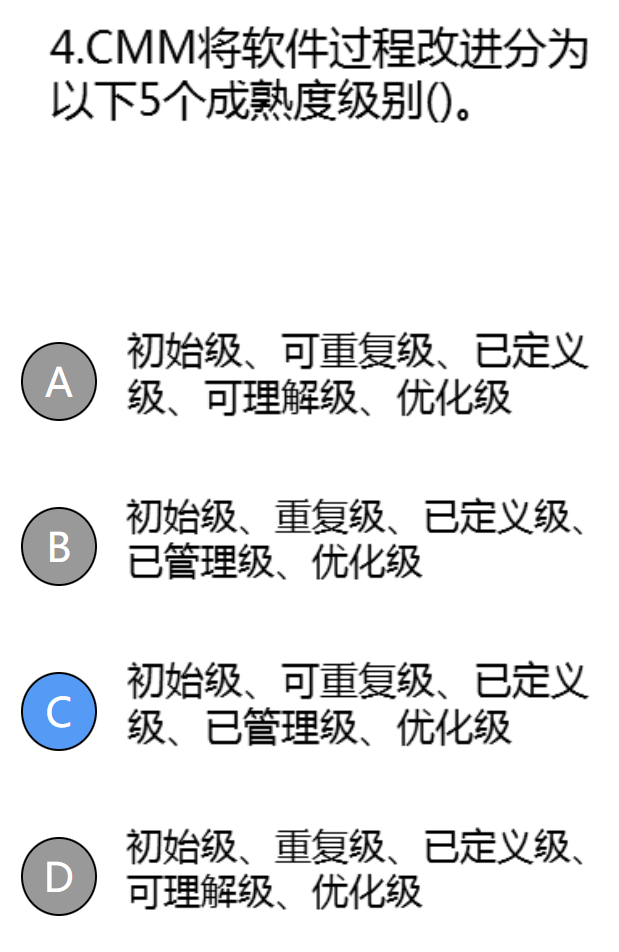 4.CMM将软件过程改进分为
以下5个成熟度级别()。
A
初始级、可重复级、已定义
级、可理解级、优化级
B
初始级、重复级、已定义级、
已管理级、优化级
C
初始级、可重复级、已定义
级、已管理级、优化级
D
初始级、重复级、已定义级、
可理解级、优化级